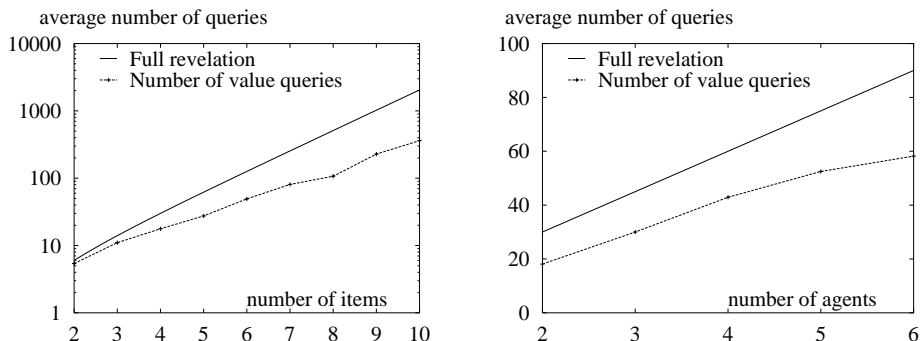 average number of queries
10000
1000
100
10
1
Full revelation
Number of value queries
number of items
2 3 4 5 6 7 8 9 10
average number of queries
100
80
60
40
20
0
Full revelation
Number of value queries
number of agents
2 3 4 5 6